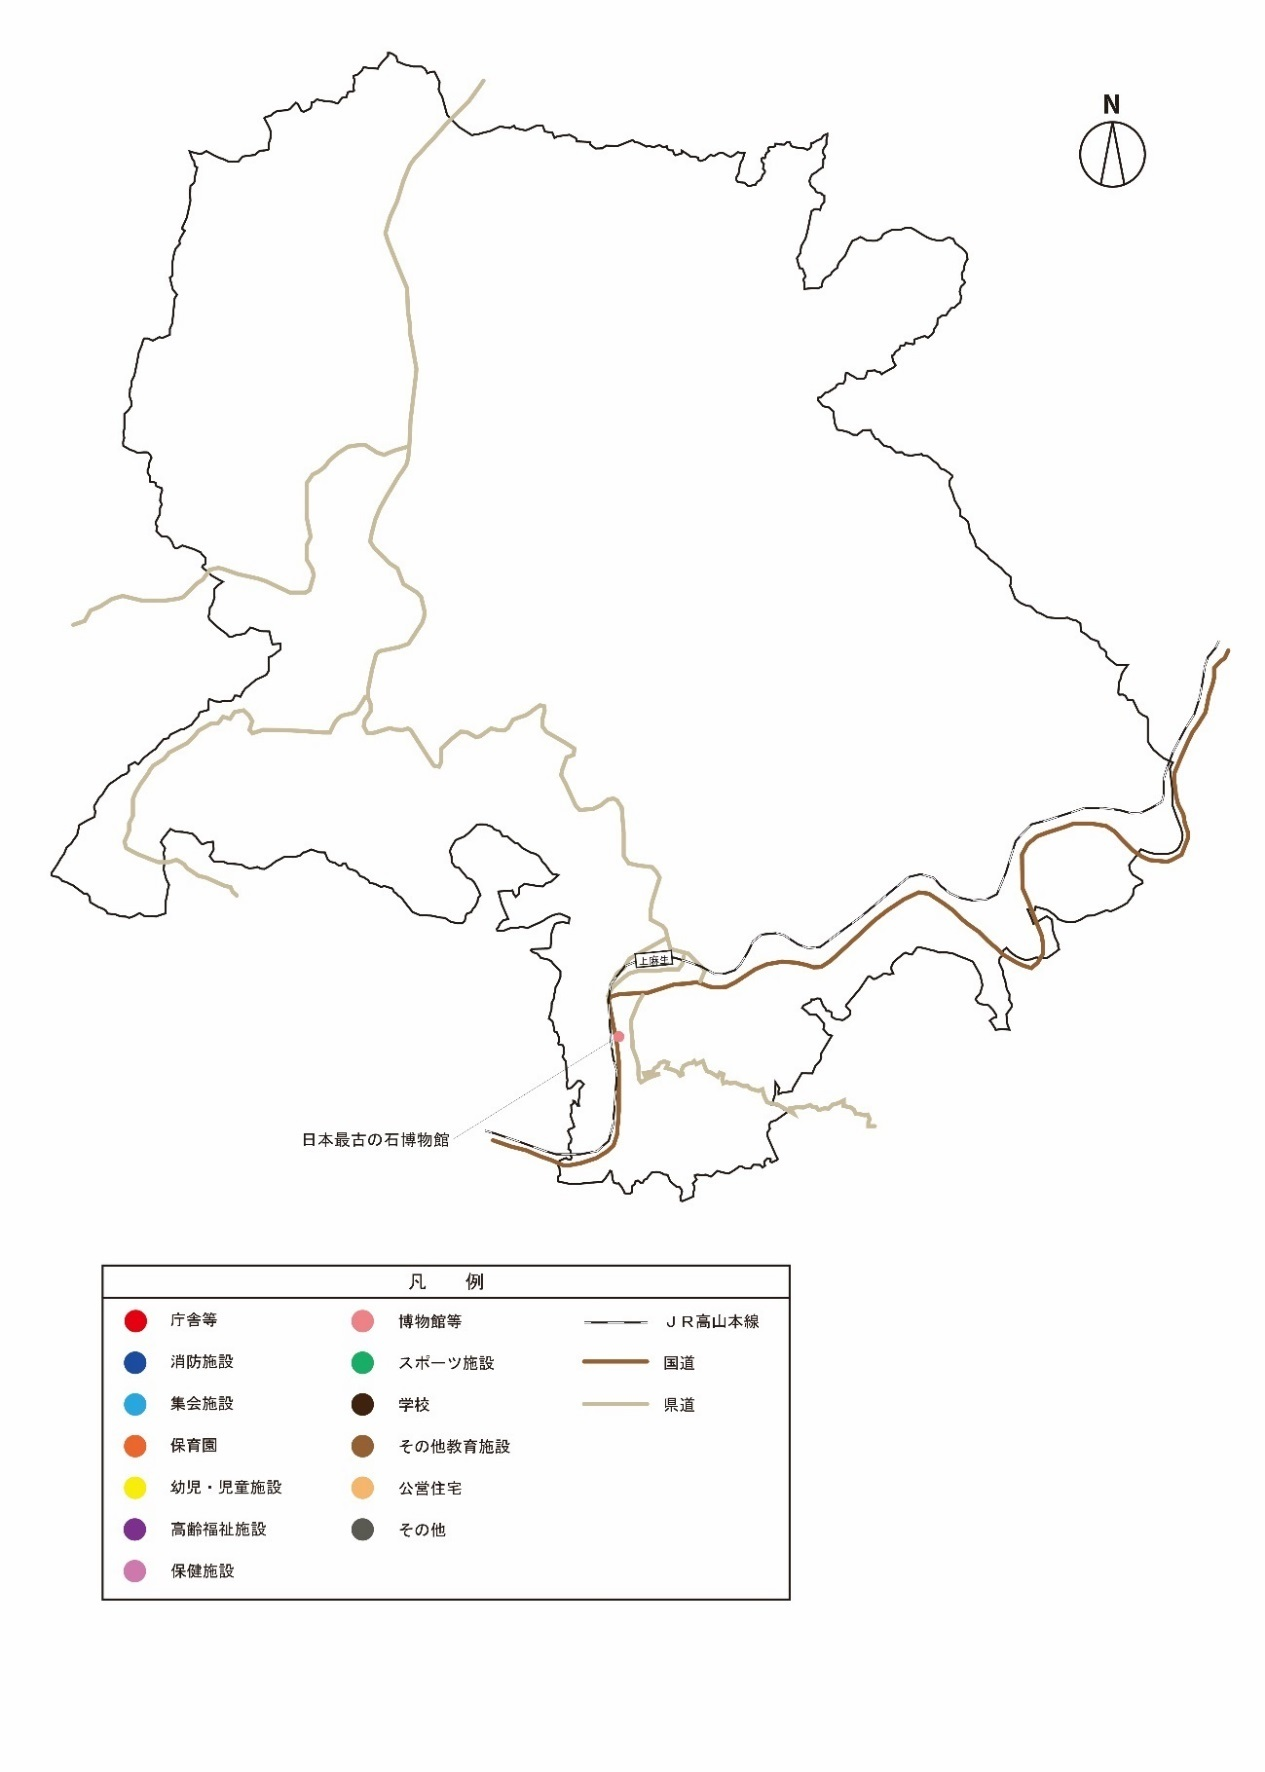 N
上麻生
日本最古の石博物館
凡 例
庁舎等
博物館等
ＪＲ高山本線
消防施設
スポーツ施設
国道
集会施設
学校
県道
保育園
その他教育施設
幼児・児童施設
公営住宅
高齢福祉施設
その他
保健施設